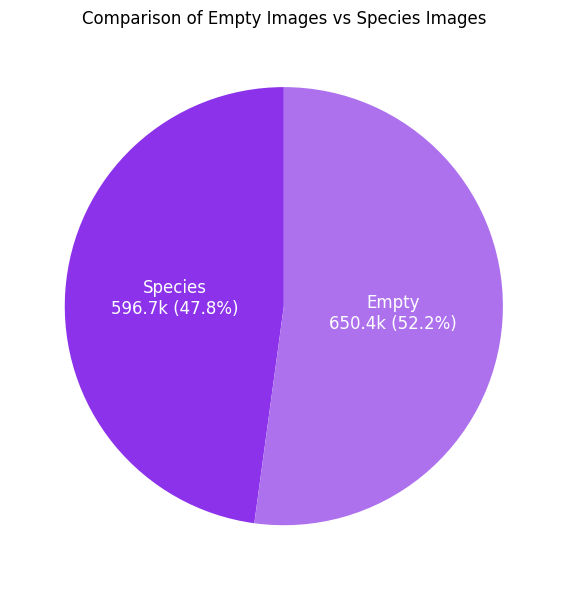 Comparison of Empty Images vs Species Images
Species
596.7k (47.8%)
Empty
650.4k (52.2%)